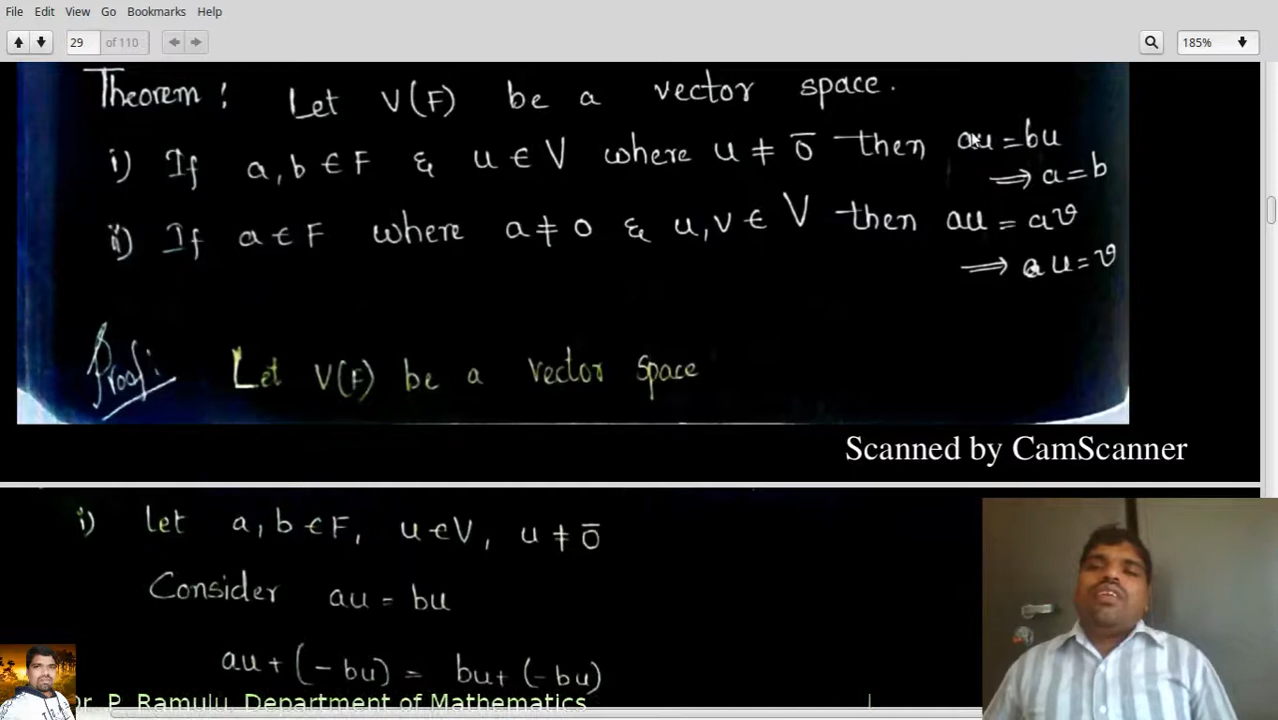 File Edit View Go Bookmarks Help
29 of 110 185%
Theorem: Let V(F) be a vector space.
i) If a, b ∈ F & u ∈ V where u ≠ 0̄ then au = bu
⟹ a = b
ii) If a ∈ F where a ≠ 0 & u, v ∈ V then au = av
⟹ au = v
Proof: Let V(F) be a vector space
Scanned by CamScanner
i) let a, b ∈ F, u ∈ V, u ≠ 0̄
Consider au = bu
au + (-bu) = bu + (-bu)
Dr. P. Ramulu, Department of Mathematics